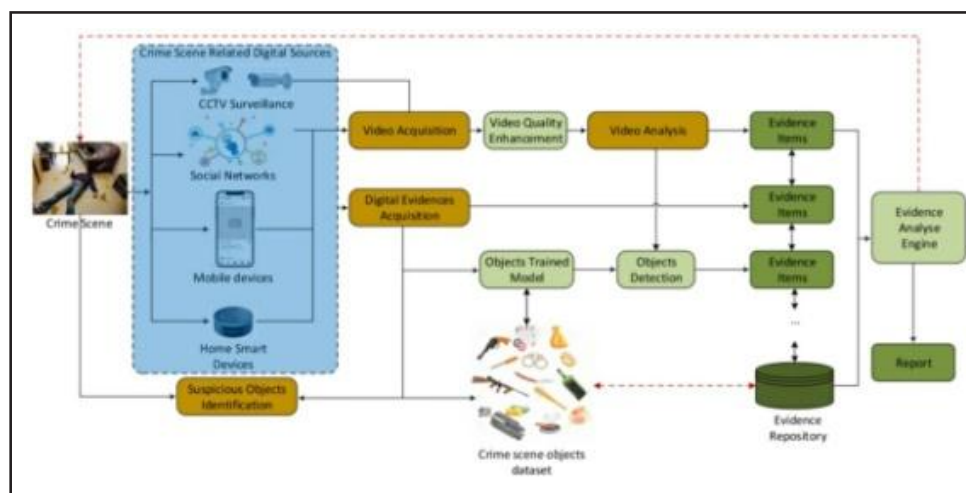 Crime Scene Related Digital Sources
CCTV Surveillance
Social Networks
Mobile devices
Home Smart
Devices
Crime Scene
Video Acquisition
Video Quality
Enhancement
Video Analysis
Evidence
Items
Digital Evidences
Acquisition
Evidence
Items
Objects Trained
Model
Objects
Detection
Evidence
Items
...
Evidence
Analyse
Engine
Report
Suspicious Objects
Identification
Crime scene objects
dataset
Evidence
Repository